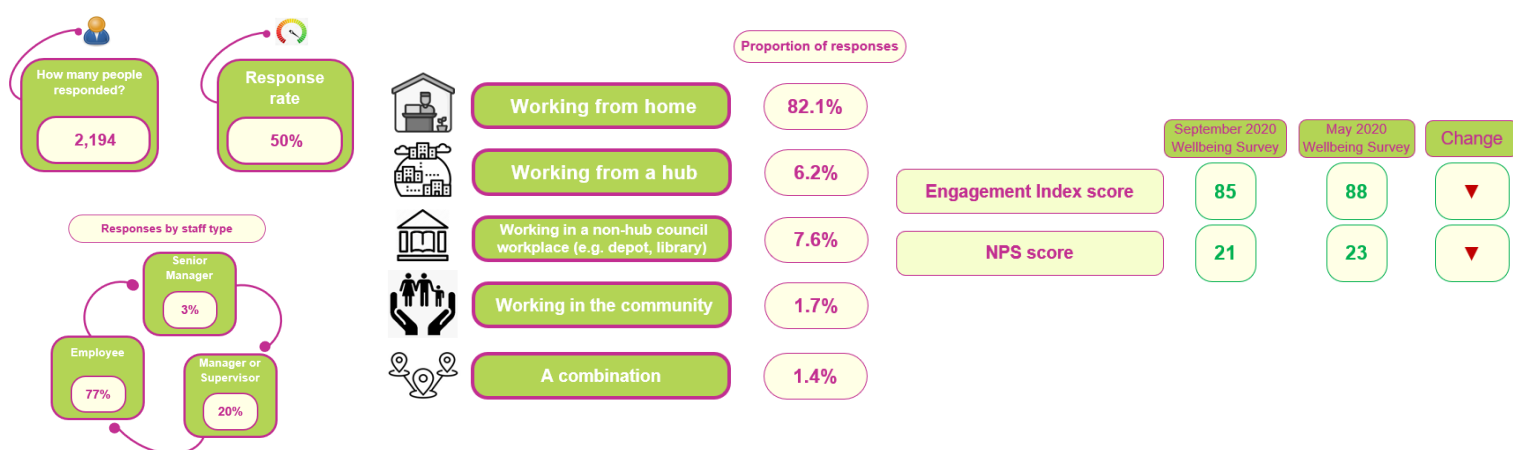 How many people
responded?
2,194
Response
rate
50%
Responses by staff type
Senior
Manager
3%
Employee
77%
Manager or
Supervisor
20%
Proportion of responses
Working from home
82.1%
Working from a hub
6.2%
Working in a non-hub council
workplace (e.g. depot, library)
7.6%
Working in the community
1.7%
A combination
1.4%
September 2020
Wellbeing Survey
May 2020
Wellbeing Survey
Change
Engagement Index score
85
88
▼
NPS score
21
23
▼